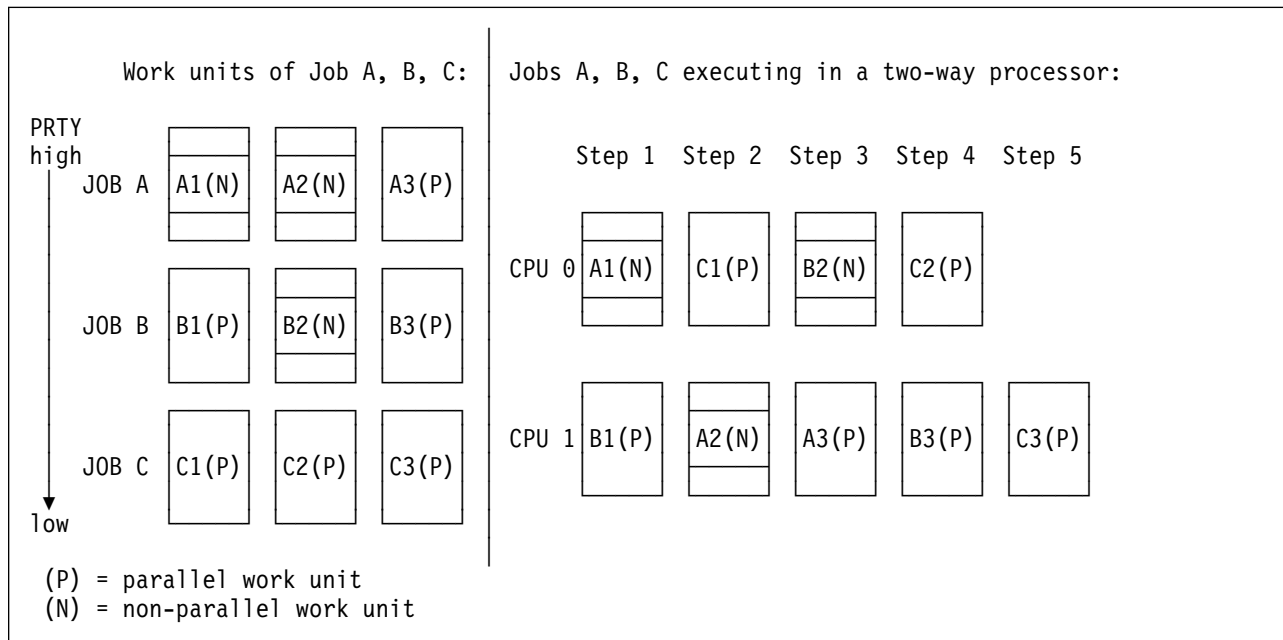 Work units of Job A, B, C:
Jobs A, B, C executing in a two-way processor:
PRTY
high
JOB A A1(N) A2(N) A3(P)
JOB B B1(P) B2(N) B3(P)
JOB C C1(P) C2(P) C3(P)
low
Step 1 Step 2 Step 3 Step 4 Step 5
CPU 0 A1(N) C1(P) B2(N) C2(P)
CPU 1 B1(P) A2(N) A3(P) B3(P) C3(P)
(P) = parallel work unit
(N) = non-parallel work unit